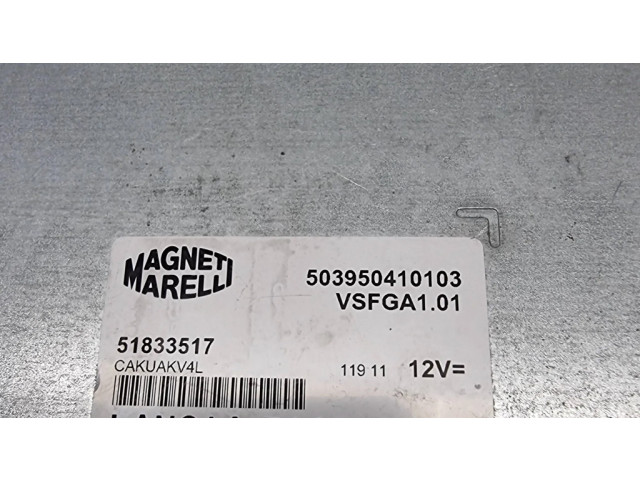 MAGNETI
MARELLI
503950410103
VSFGA1.01
51833517
CAKUAKV4L
119 11 12V=